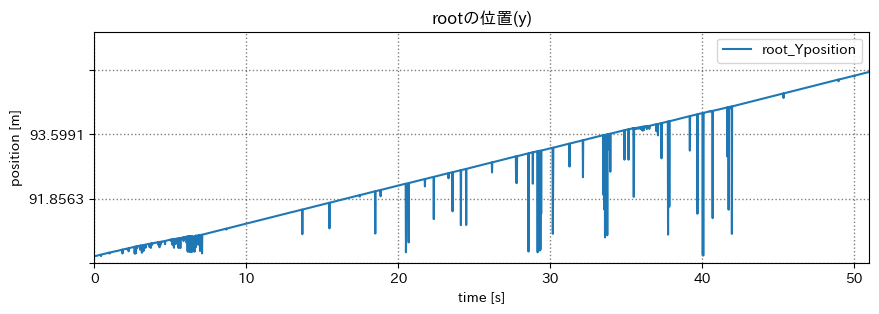 rootの位置(y)
root_Yposition
position [m]
93.5991
91.8563
0 10 20 30 40 50
time [s]